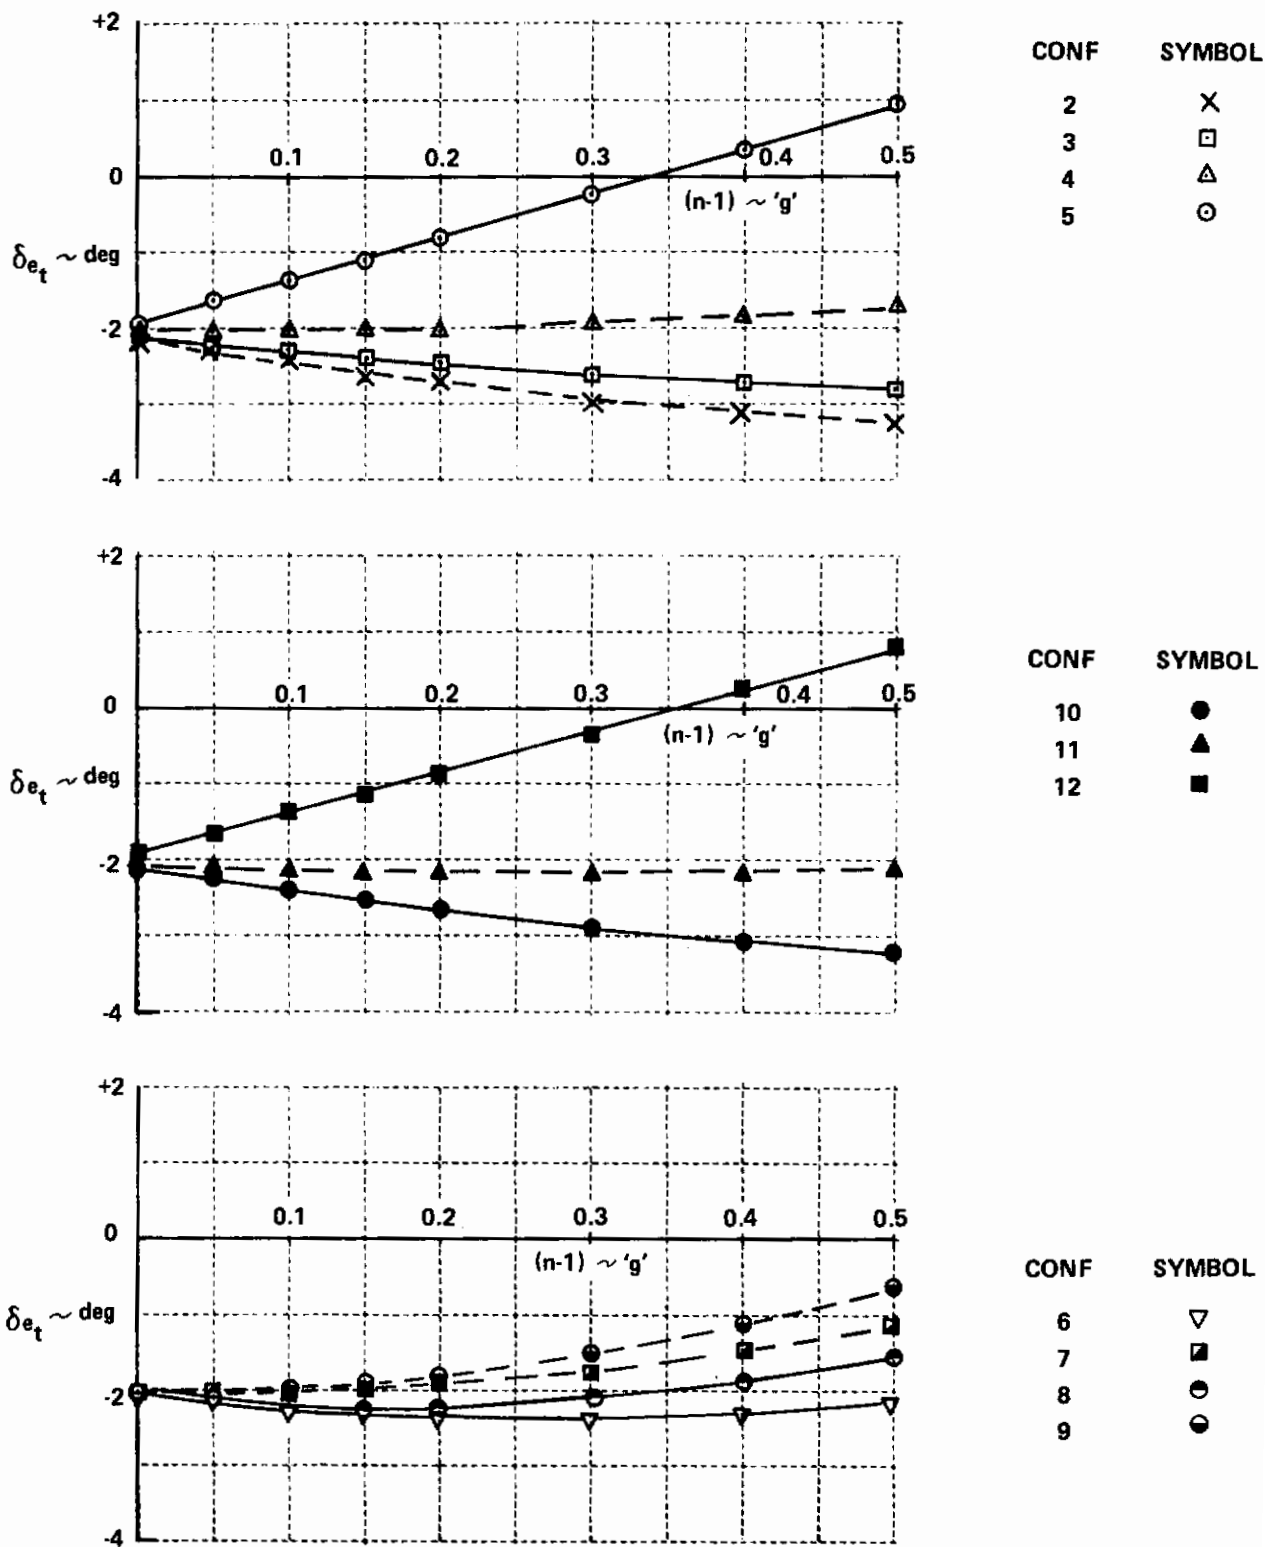 +2
CONF SYMBOL
2
3
4
5
0.1 0.2 0.3 0.4 0.5
0
(n-1) ~ 'g'
δet ~ deg
-2
-4
+2
CONF SYMBOL
10
11
12
0.1 0.2 0.3 0.4 0.5
0
(n-1) ~ 'g'
δet ~ deg
-2
-4
+2
0.1 0.2 0.3 0.4 0.5
0
(n-1) ~ 'g'
CONF SYMBOL
6
7
8
9
δet ~ deg
-2
-4